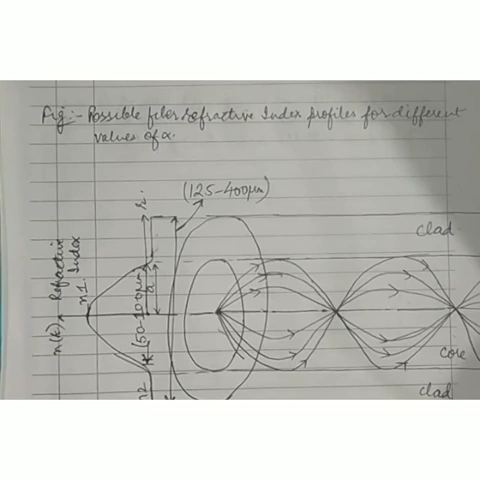 Fig:- Possible fiber refractive Index profiles for different
values of α.
(125-400μm)
r.
n(r)
Refractive
Index
n1
(50-100μm)
a
n2
clad
core
clad